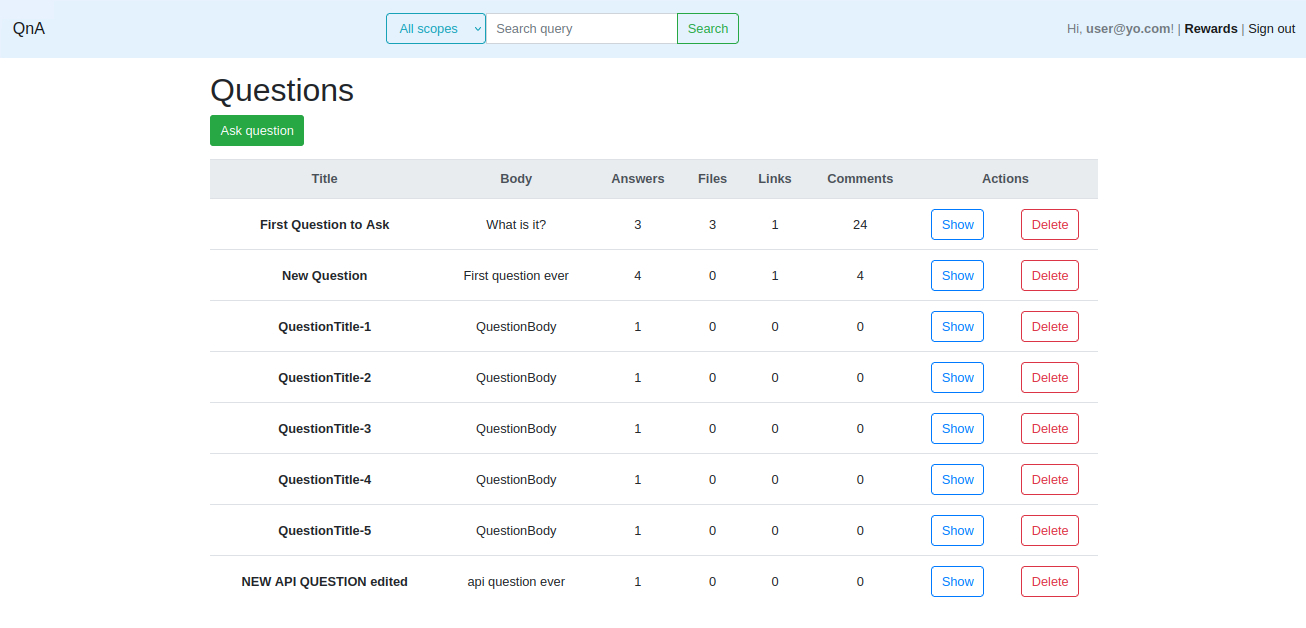 QnA All scopes Search query Search Hi, user@yo.com! | Rewards | Sign out
Questions
Ask question
Title Body Answers Files Links Comments Actions
First Question to Ask What is it? 3 3 1 24 Show Delete
New Question First question ever 4 0 1 4 Show Delete
QuestionTitle-1 QuestionBody 1 0 0 0 Show Delete
QuestionTitle-2 QuestionBody 1 0 0 0 Show Delete
QuestionTitle-3 QuestionBody 1 0 0 0 Show Delete
QuestionTitle-4 QuestionBody 1 0 0 0 Show Delete
QuestionTitle-5 QuestionBody 1 0 0 0 Show Delete
NEW API QUESTION edited api question ever 1 0 0 0 Show Delete